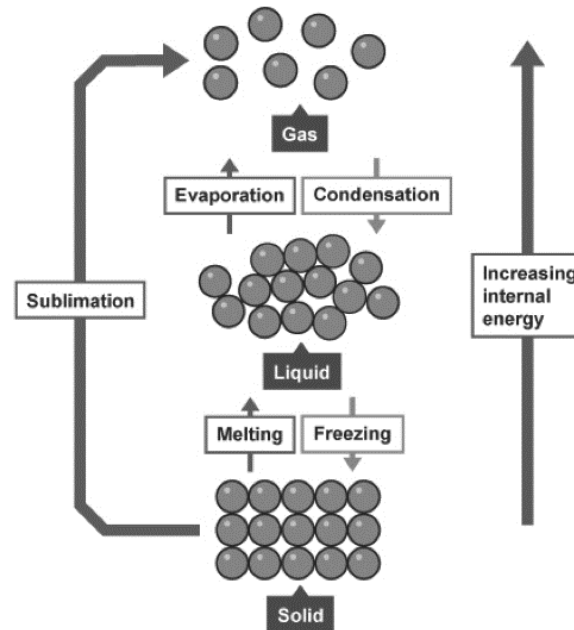 Gas
Evaporation
Condensation
Sublimation
Increasing
internal
energy
Liquid
Melting
Freezing
Solid